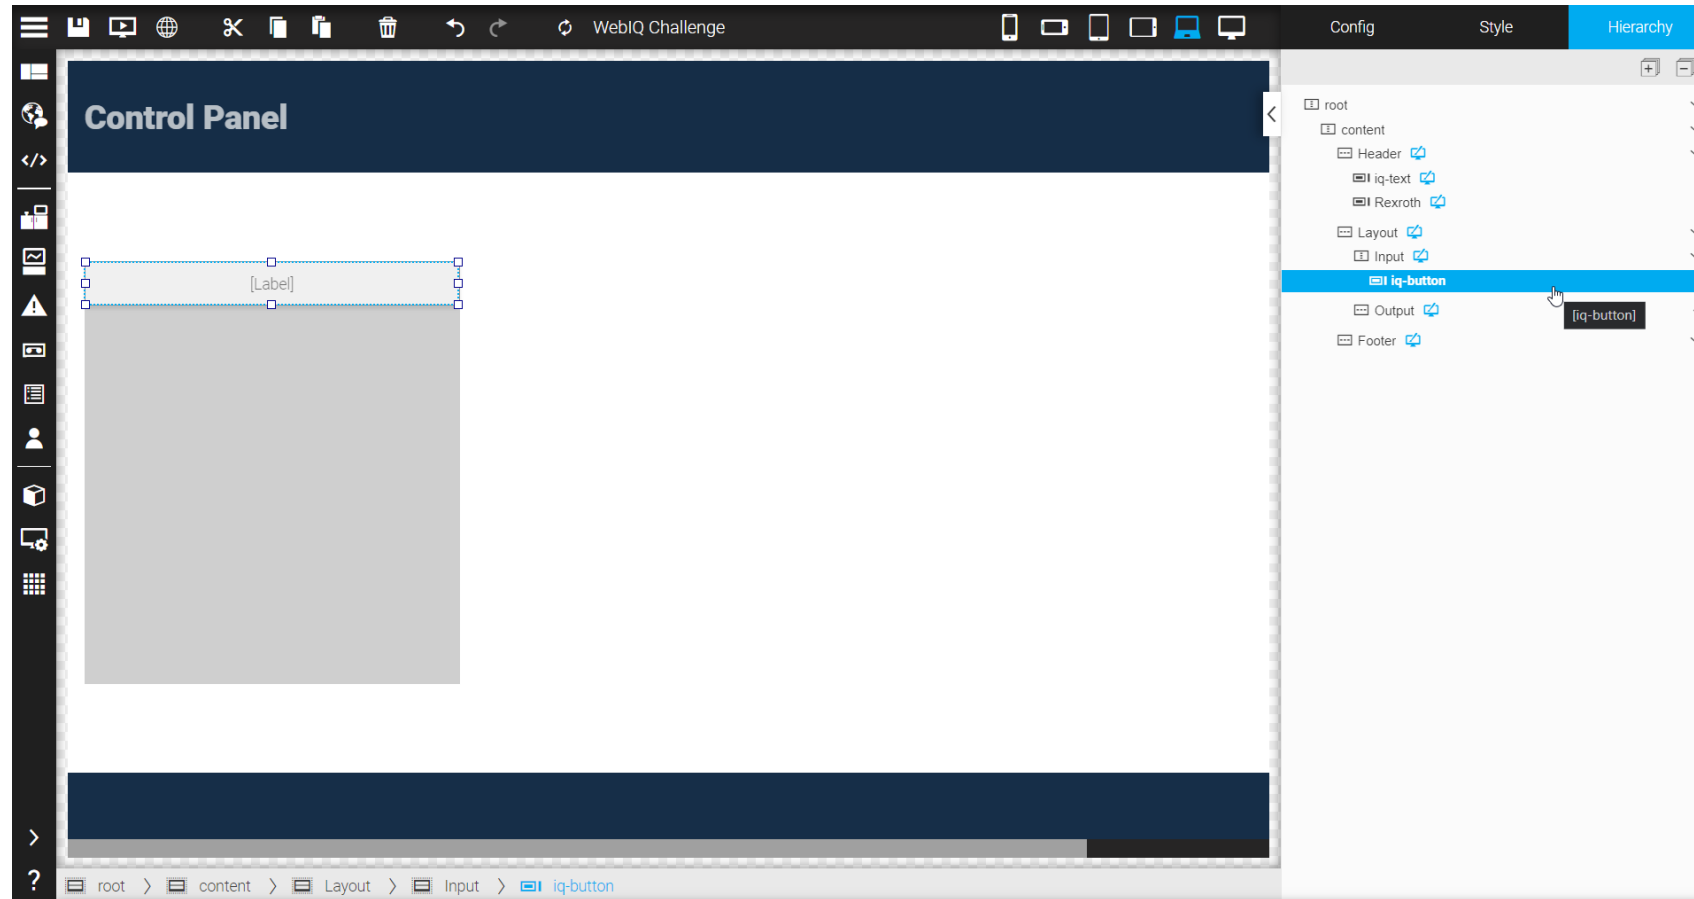 WebIQ Challenge
Config
Style
Hierarchy
Control Panel
root
content
Header
iq-text
Rexroth
Layout
Input
iq-button
[iq-button]
Output
Footer
[Label]
?
root
content
Layout
Input
iq-button